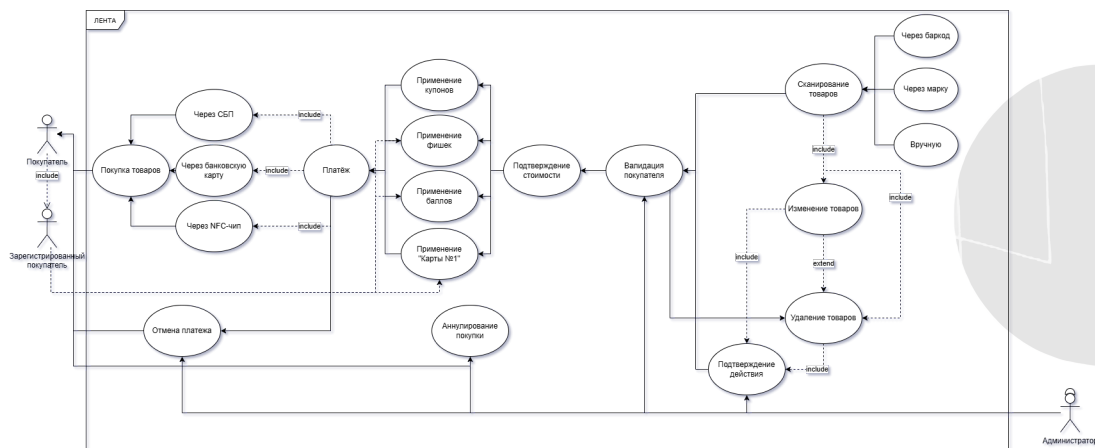 ЛЕНТА
Через баркод
Сканирование
товаров
Через марку
Вручную
Применение
купонов
Через СБП
include
include
Применение
фишек
Покупатель
include
Покупка товаров
Через банковскую
карту
include
Платёж
Подтверждение
стоимости
Валидация
покупателя
include
include
Применение
баллов
Изменение товаров
Через NFC-чип
include
Зарегистрированный
покупатель
Применение
"Карты №1"
include
extend
Отмена платежа
Аннулирование
покупки
Удаление товаров
Подтверждение
действия
include
Администратор